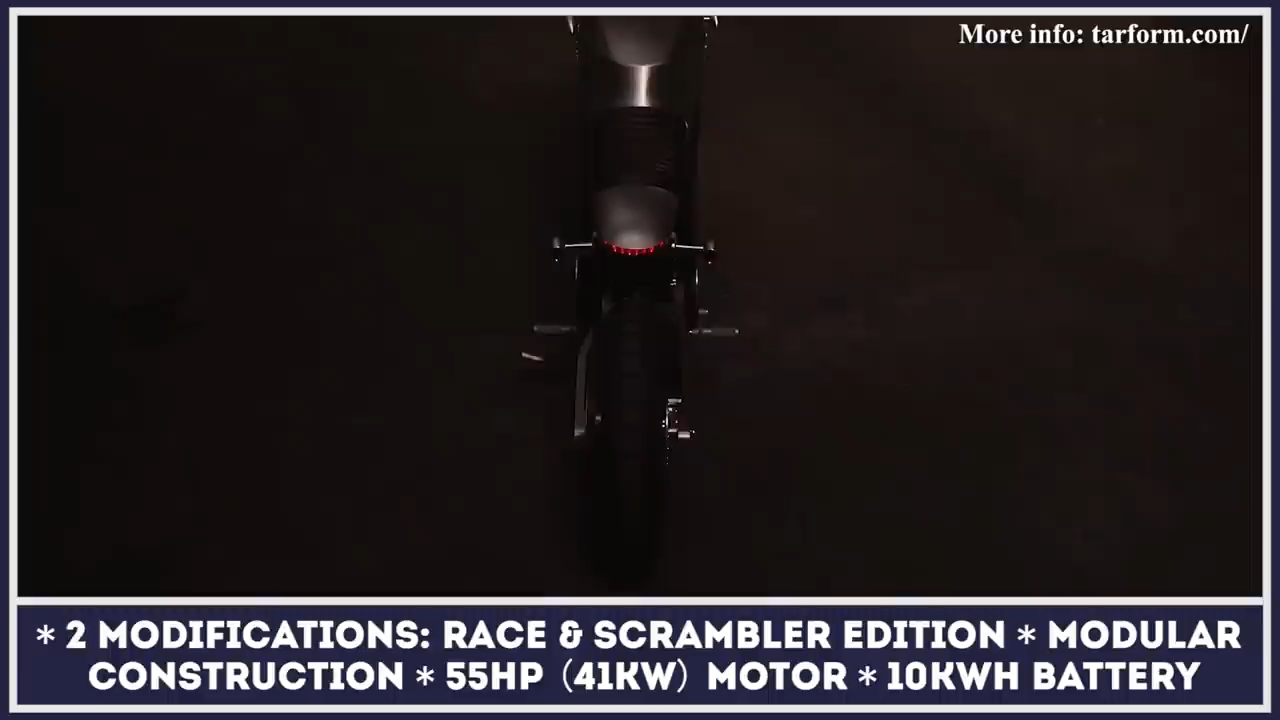 More info: tarform.com/
* 2 MODIFICATIONS: RACE & SCRAMBLER EDITION * MODULAR
CONSTRUCTION * 55HP (41KW) MOTOR * 10KWH BATTERY